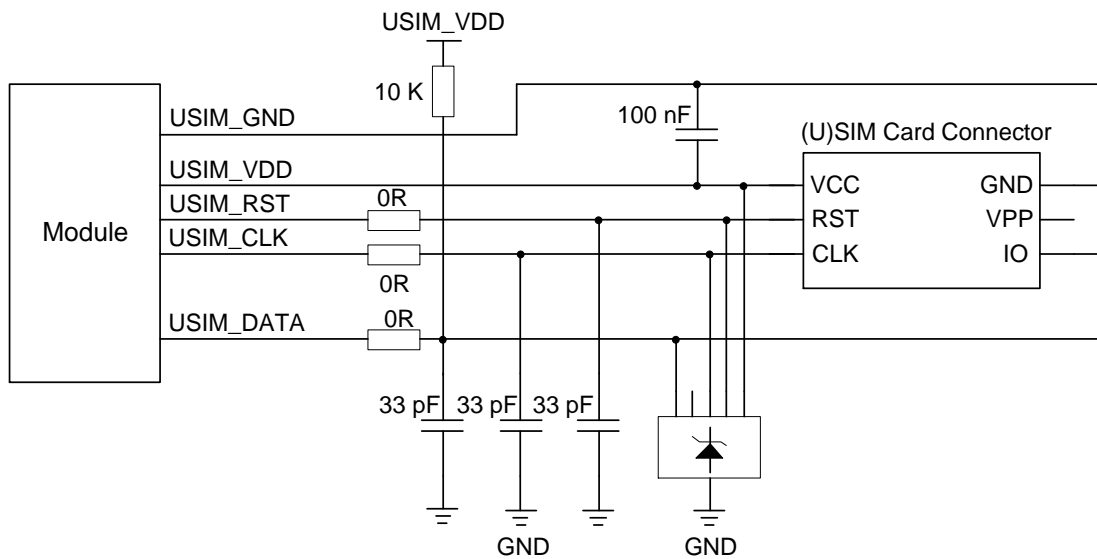 USIM_VDD
10 K
100 nF
USIM_GND
(U)SIM Card Connector
USIM_VDD
VCC
GND
USIM_RST
0R
RST
VPP
Module
USIM_CLK
CLK
IO
0R
USIM_DATA
0R
33 pF
33 pF
33 pF
GND
GND